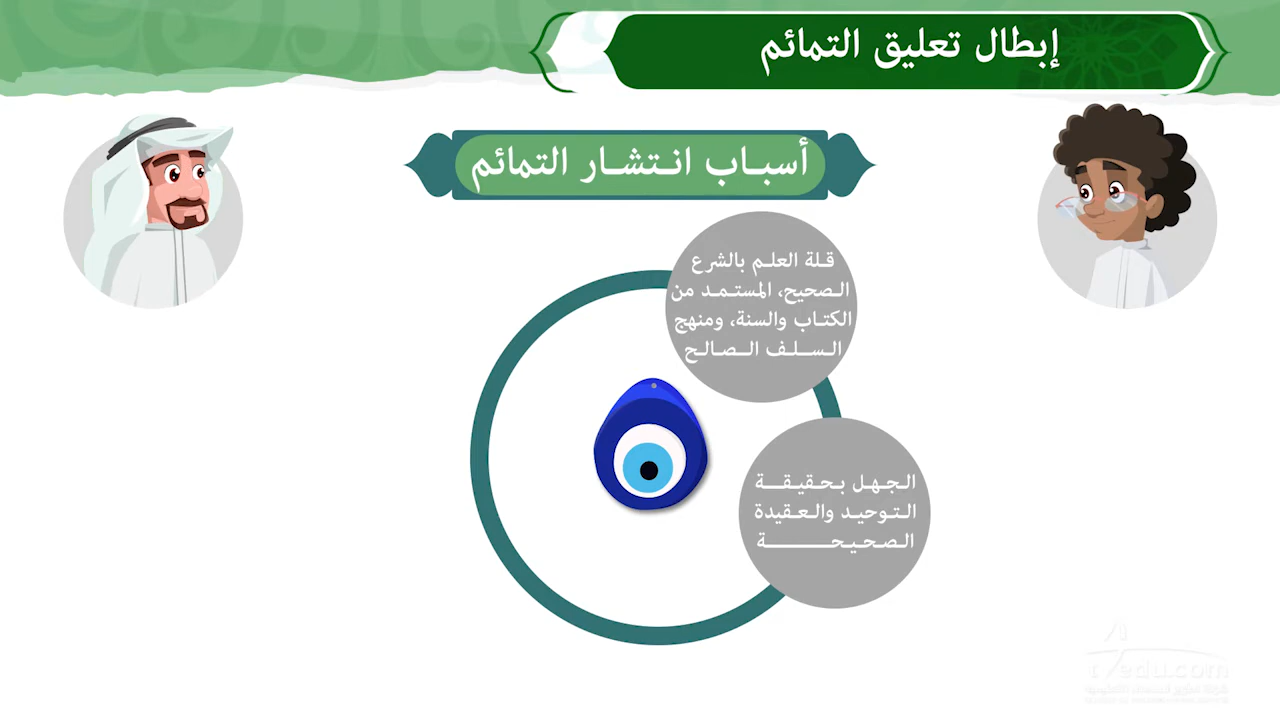 إبطال تعليق التمائم
أسباب انتشار التمائم
قلة العلم بالشرع
الصحيح، المستمد من
الكتاب والسنة، ومنهج
السلف الصالح
الجهل بحقيقة
التوحيد والعقيدة
الصحيحة